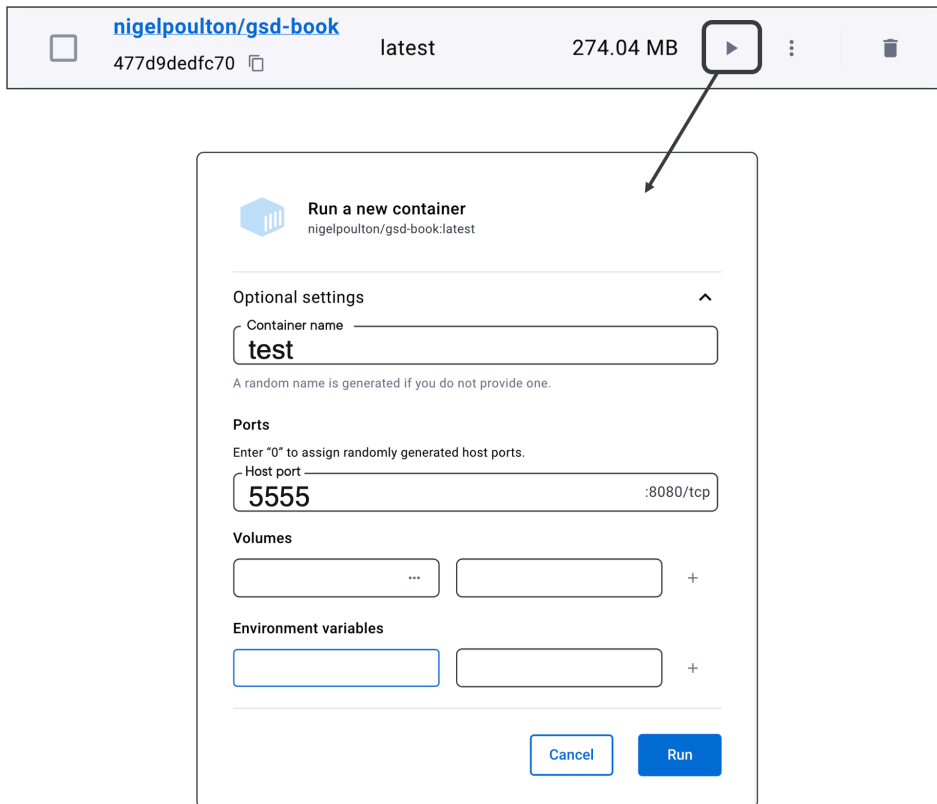 nigelpoulton/gsd-book
477d9dedfc70
latest
274.04 MB
Run a new container
nigelpoulton/gsd-book:latest
Optional settings
Container name
test
A random name is generated if you do not provide one.
Ports
Enter “0” to assign randomly generated host ports.
Host port
5555 :8080/tcp
Volumes
...
+
Environment variables
+
Cancel Run